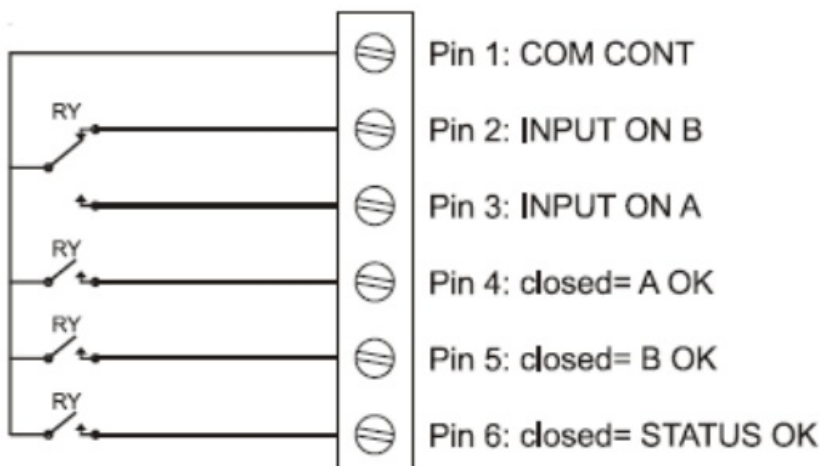 Pin 1: COM CONT
RY
Pin 2: INPUT ON B
Pin 3: INPUT ON A
RY
Pin 4: closed= A OK
RY
Pin 5: closed= B OK
RY
Pin 6: closed= STATUS OK